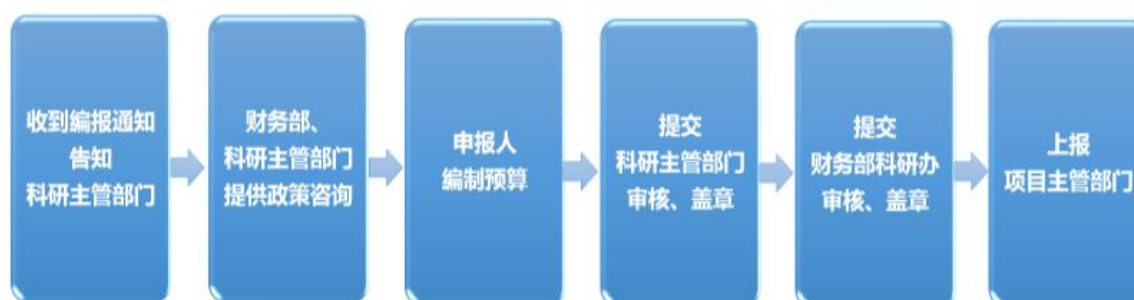 收到编报通知
告知
科研主管部门
财务部、
科研主管部门
提供政策咨询
申报人
编制预算
提交
科研主管部门
审核、盖章
提交
财务部科研办
审核、盖章
上报
项目主管部门